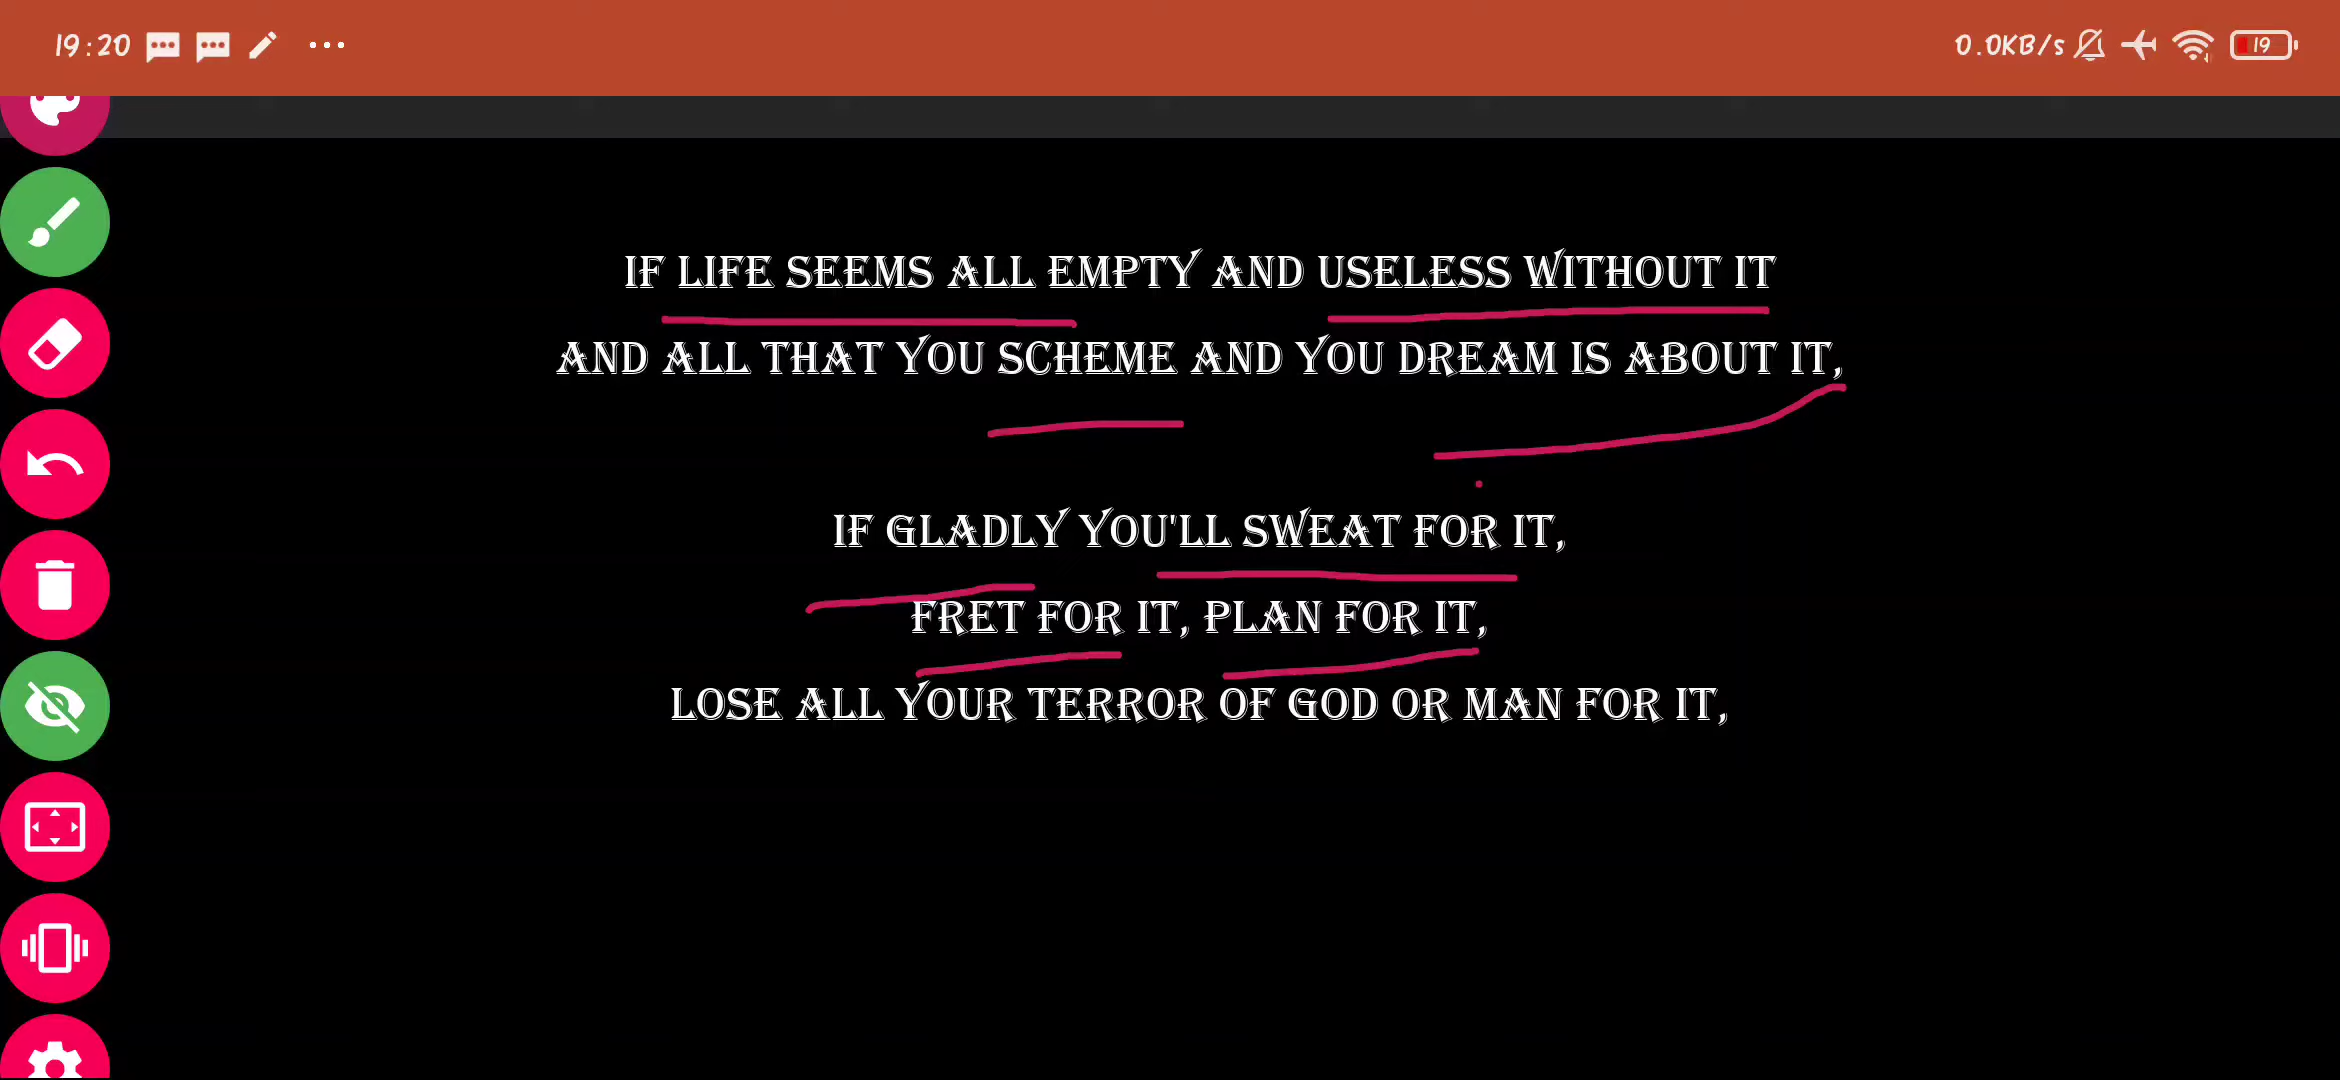 19:20
0.0KB/s
19
IF LIFE SEEMS ALL EMPTY AND USELESS WITHOUT IT
AND ALL THAT YOU SCHEME AND YOU DREAM IS ABOUT IT,
IF GLADLY YOU'LL SWEAT FOR IT,
FRET FOR IT, PLAN FOR IT,
LOSE ALL YOUR TERROR OF GOD OR MAN FOR IT,